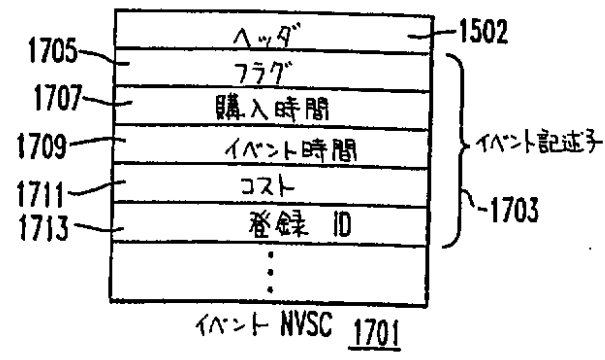 ヘッダ 1502
1705 フラグ
1707 購入時間
1709 イベント時間 イベント記述子
1711 コスト 1703
1713 登録 ID
イベント NVSC 1701